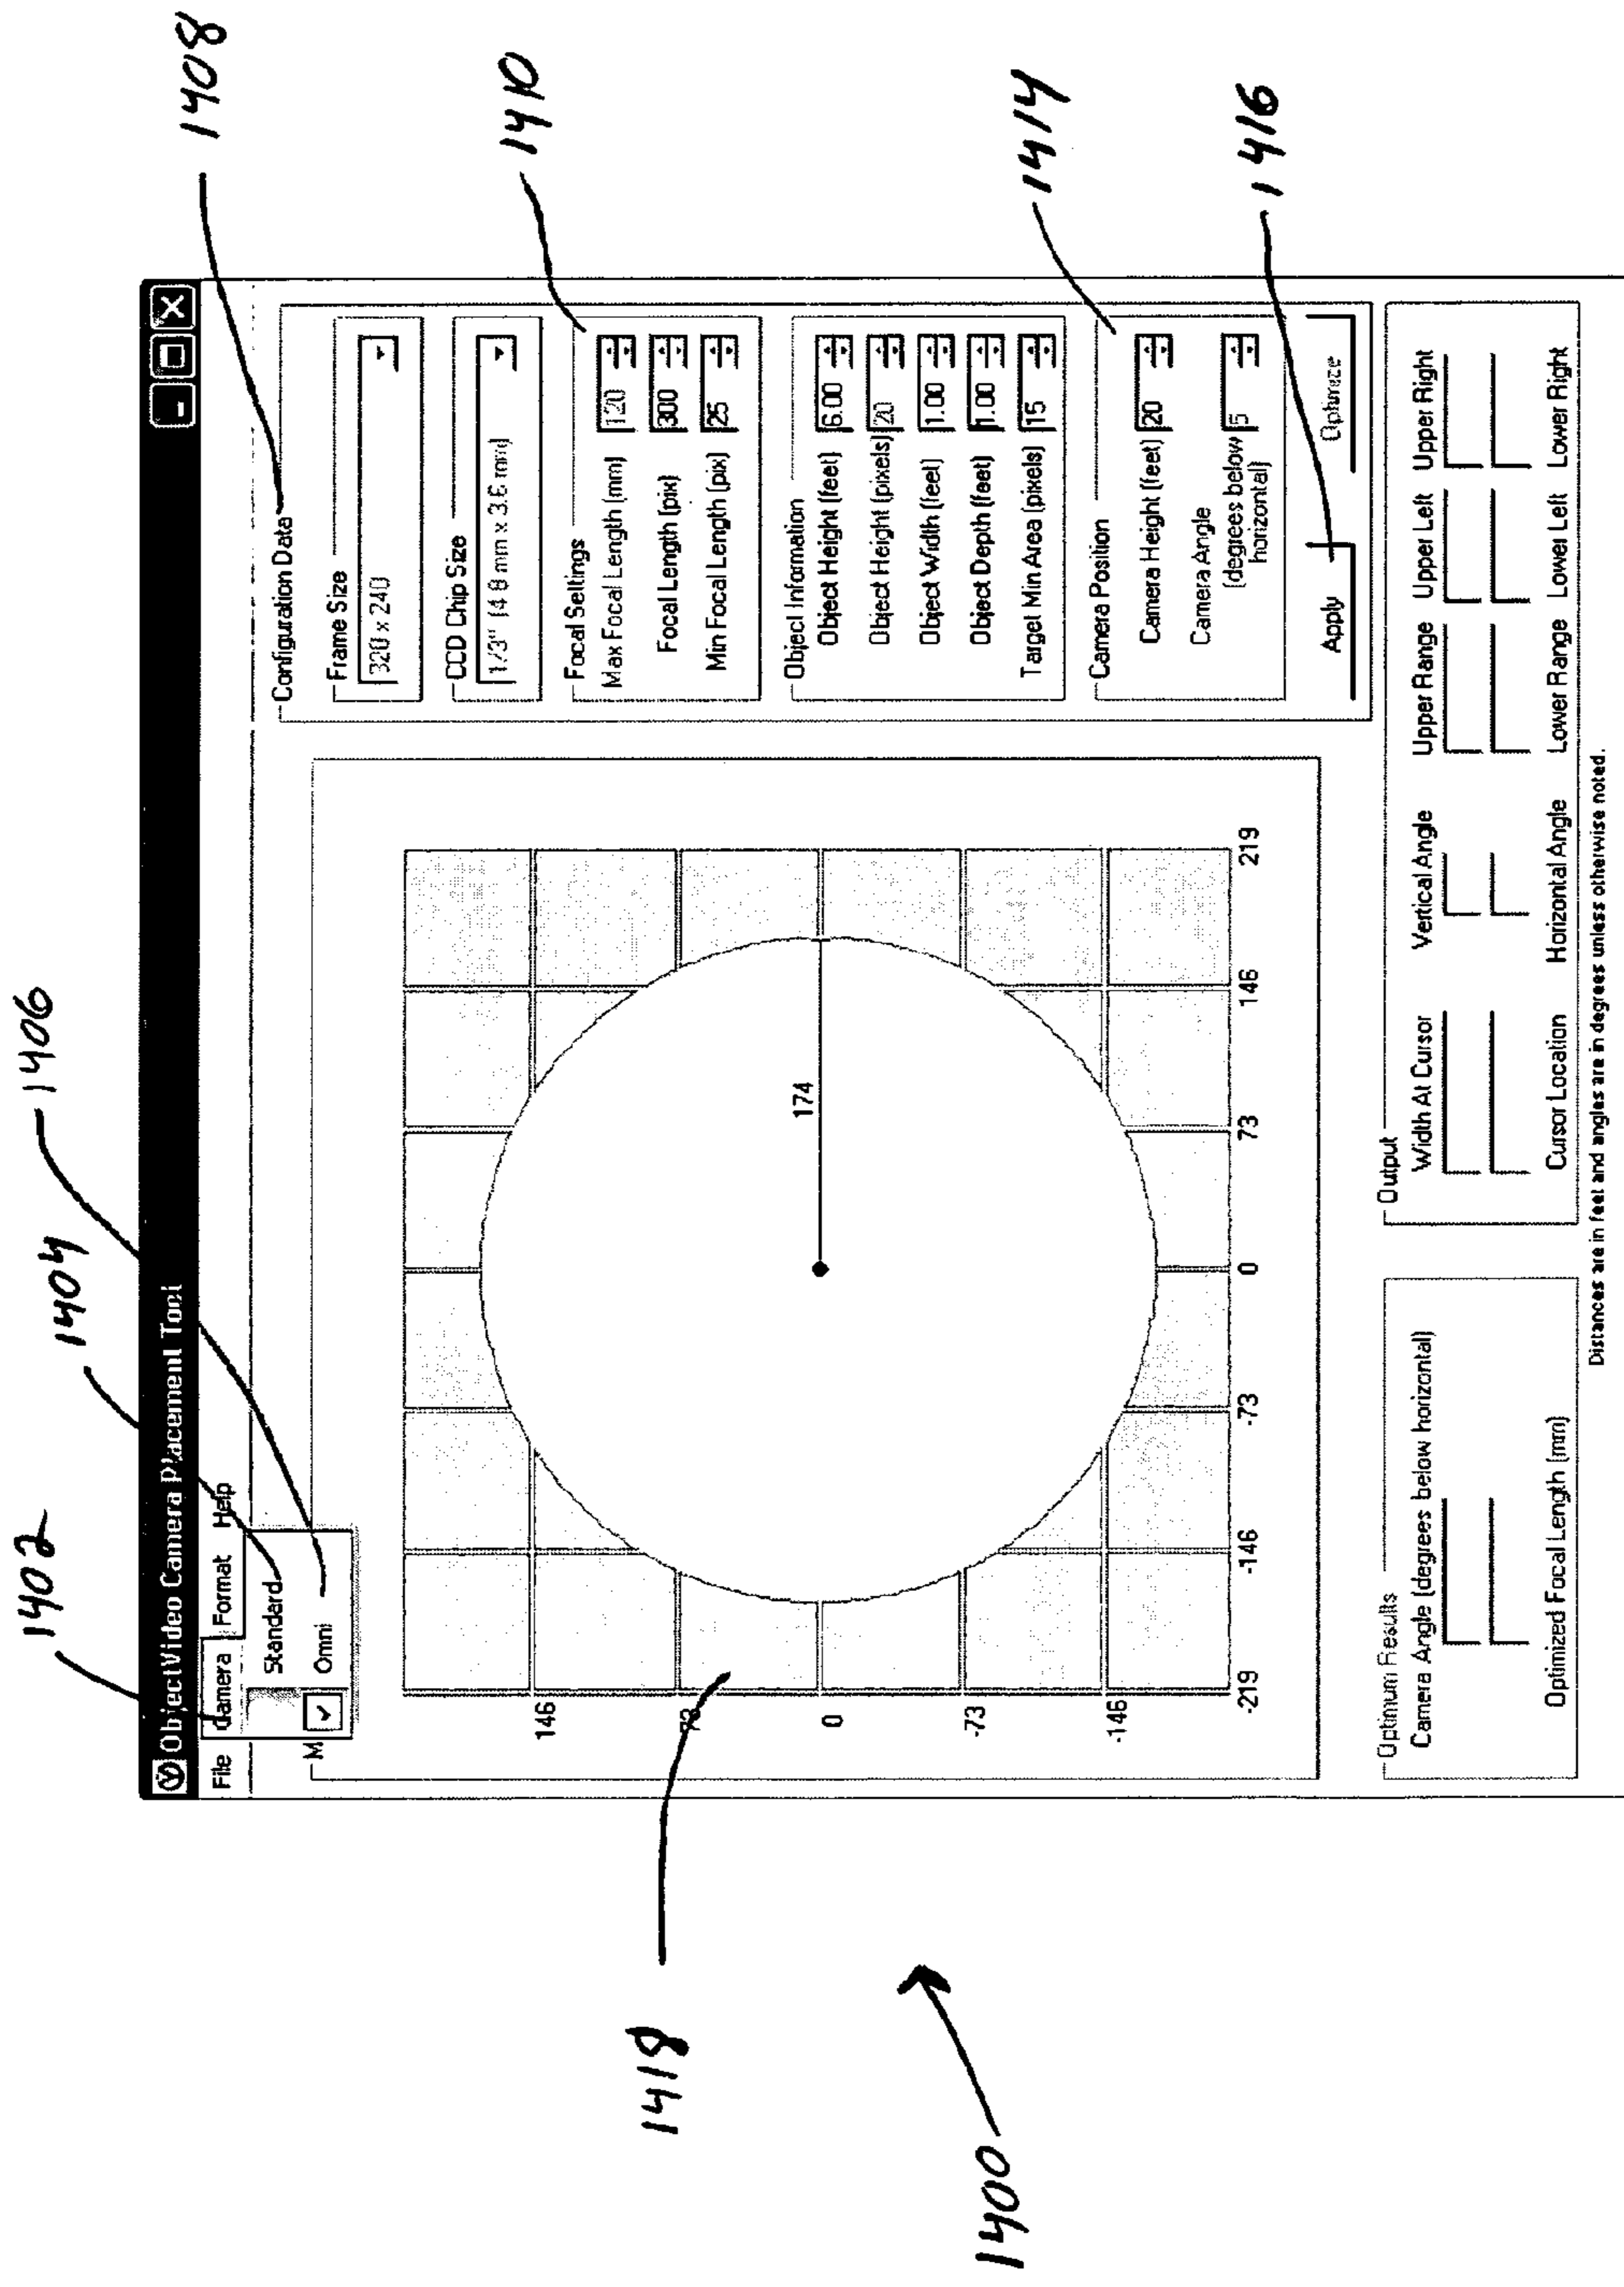 1402
1404
1406
1408
1410
1414
1416
1418
1400
ObjectVideo Camera Placement Tool
File Camera Format Help
Standard
Omni
M
146
73
0
-73
-146
174
-219 -146 -73 0 73 146 219
Configuration Data
Frame Size
320 x 240
CCD Chip Size
1/3" (4.8 mm x 3.6 mm)
Focal Settings
Max Focal Length (mm) 120
Focal Length (pix) 300
Min Focal Length (pix) 25
Object Information
Object Height (feet) 6.00
Object Height (pixels) 20
Object Width (feet) 1.00
Object Depth (feet) 1.00
Target Min Area (pixels) 15
Camera Position
Camera Height (feet) 20
Camera Angle
(degrees below 5
horizontal)
Apply Optimize
Optimum Results
Camera Angle (degrees below horizontal)
Optimized Focal Length (mm)
Output
Width At Cursor Vertical Angle Upper Range Upper Left Upper Right
Cursor Location Horizontal Angle Lower Range Lower Left Lower Right
Distances are in feet and angles are in degrees unless otherwise noted.